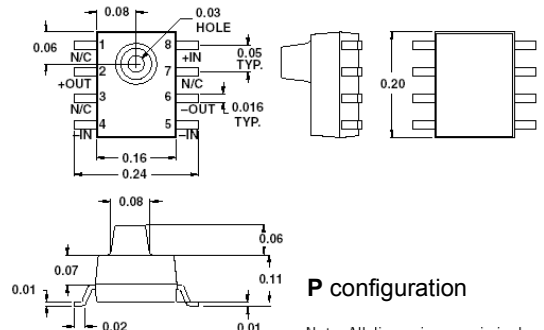 0.08
0.03
HOLE
0.06
1
8
N/C
+IN
0.05
TYP.
2
7
+OUT
N/C
3
6
N/C
–OUT
0.016
TYP.
4
5
–IN
–IN
0.16
0.24
0.20
0.08
0.06
0.07
0.11
0.01
0.02
0.01
P configuration